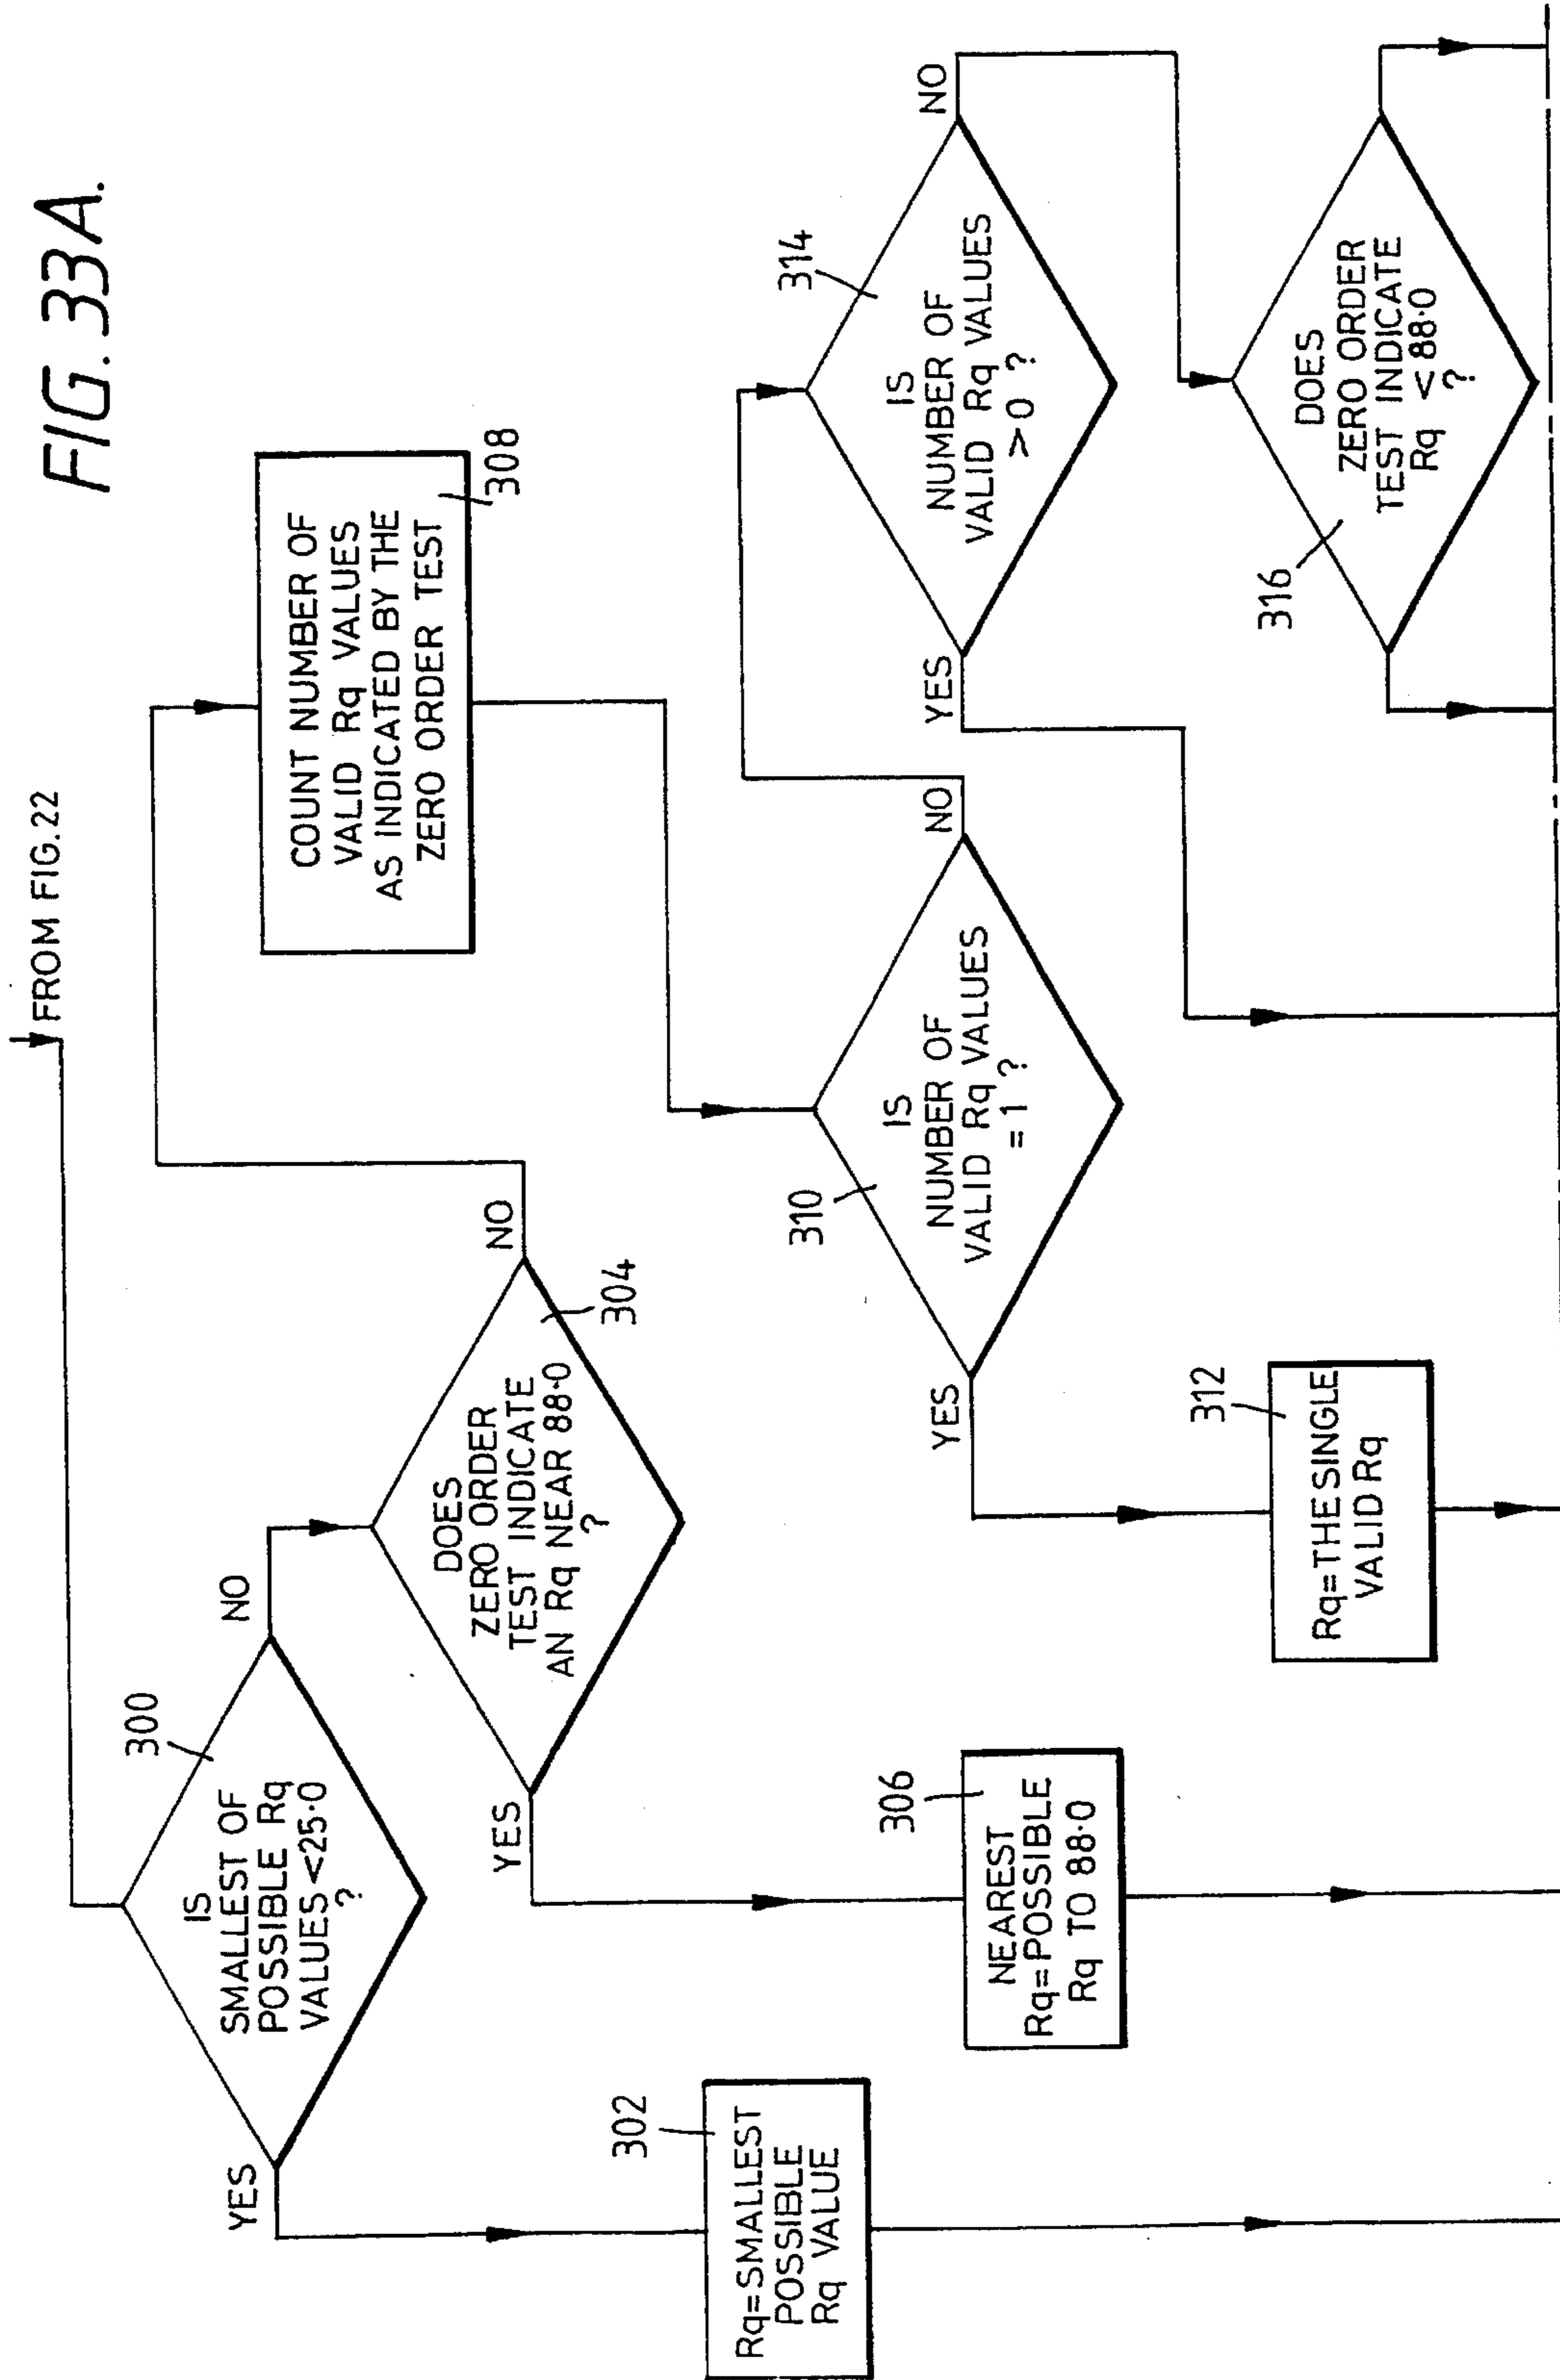 FIG. 33A.
FROM FIG. 22
300
IS
SMALLEST OF
POSSIBLE Rq
VALUES <25·0
?
YES
NO
302
Rq=SMALLEST
POSSIBLE
Rq VALUE
304
DOES
ZERO ORDER
TEST INDICATE
AN Rq NEAR 88·0
?
YES
NO
306
NEAREST
Rq=POSSIBLE
Rq TO 88·0
COUNT NUMBER OF
VALID Rq VALUES
AS INDICATED BY THE
ZERO ORDER TEST
308
310
IS
NUMBER OF
VALID Rq VALUES
=1 ?
YES
NO
312
Rq=THE SINGLE
VALID Rq
314
IS
NUMBER OF
VALID Rq VALUES
>0 ?
YES
NO
316
DOES
ZERO ORDER
TEST INDICATE
Rq <88·0
?